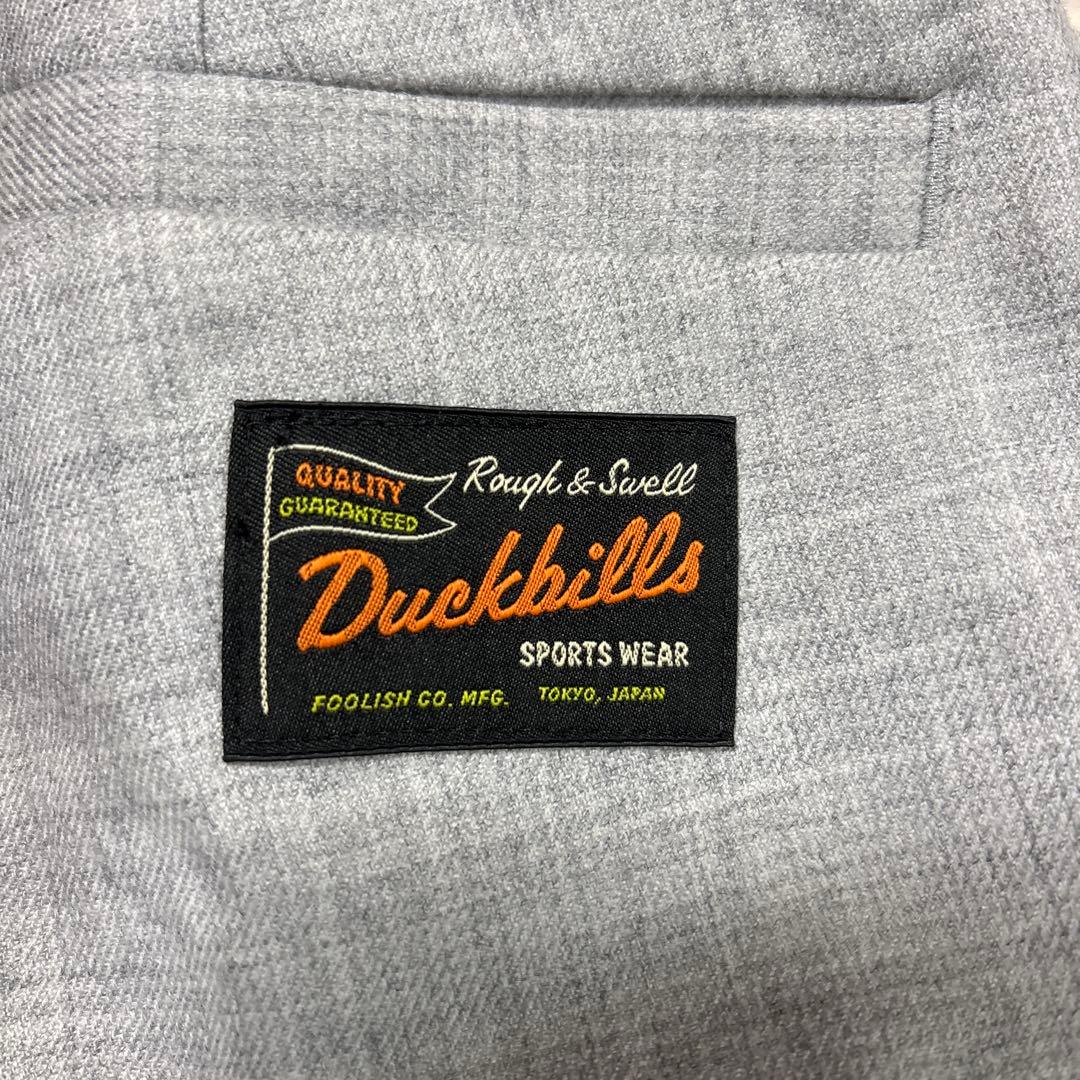 QUALITY
GUARANTEED
Rough & Swell
Duckbills
SPORTS WEAR
FOOLISH CO. MFG. TOKYO, JAPAN